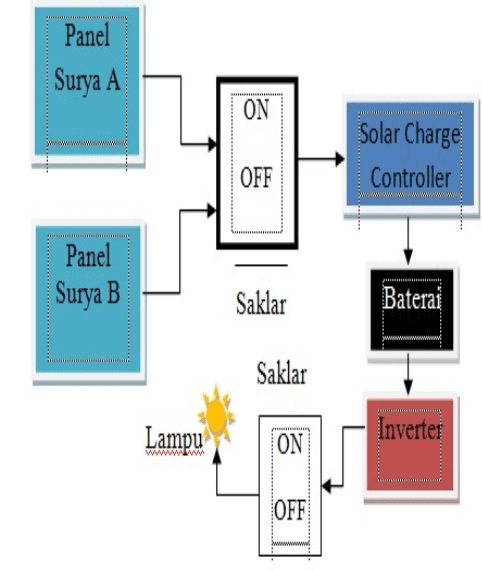 Panel
Surya A
ON
OFF
Solar Charge
Controller
Panel
Surya B
Saklar
Baterai
Saklar
Lampu
ON
OFF
Inverter